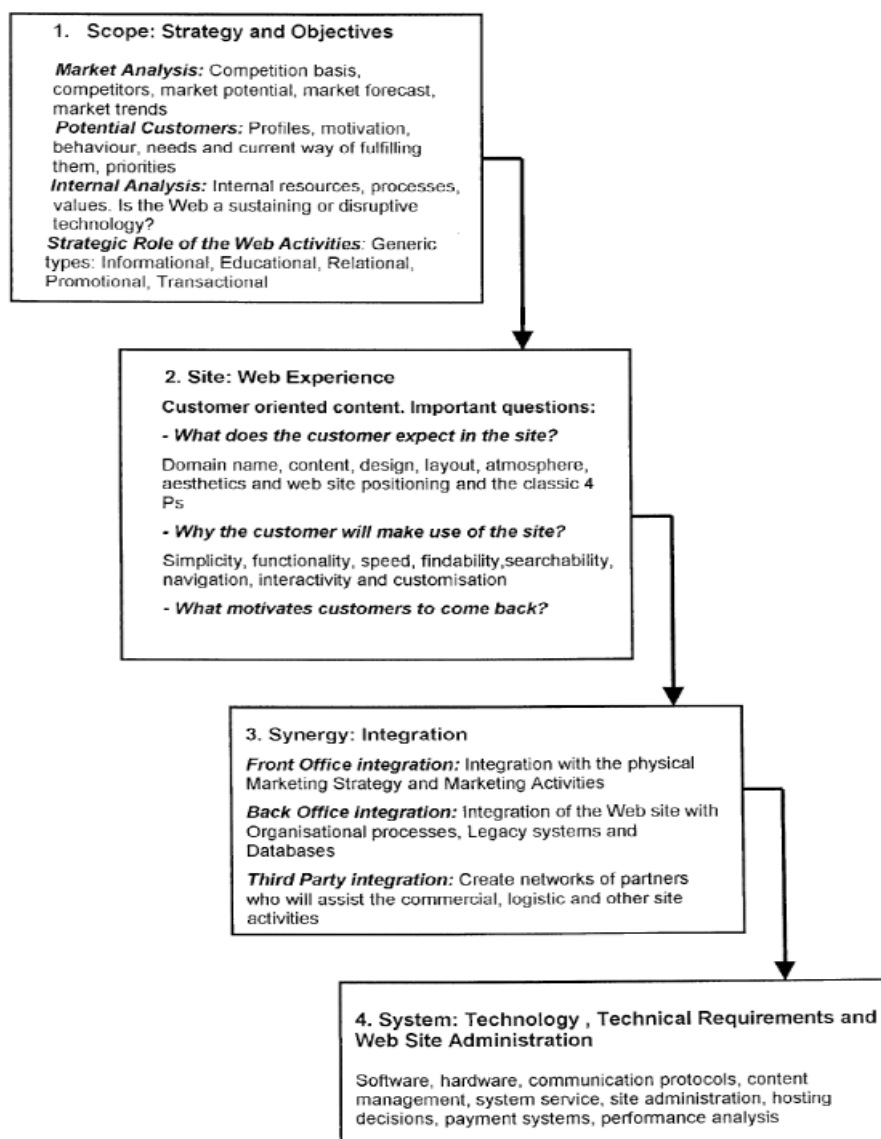 1. Scope: Strategy and Objectives
Market Analysis: Competition basis,
competitors, market potential, market forecast,
market trends
Potential Customers: Profiles, motivation,
behaviour, needs and current way of fulfilling
them, priorities
Internal Analysis: Internal resources, processes,
values. Is the Web a sustaining or disruptive
technology?
Strategic Role of the Web Activities: Generic
types: Informational, Educational, Relational,
Promotional, Transactional
2. Site: Web Experience
Customer oriented content. Important questions:
- What does the customer expect in the site?
Domain name, content, design, layout, atmosphere,
aesthetics and web site positioning and the classic 4
Ps
- Why the customer will make use of the site?
Simplicity, functionality, speed, findability,searchability,
navigation, interactivity and customisation
- What motivates customers to come back?
3. Synergy: Integration
Front Office integration: Integration with the physical
Marketing Strategy and Marketing Activities
Back Office integration: Integration of the Web site with
Organisational processes, Legacy systems and
Databases
Third Party integration: Create networks of partners
who will assist the commercial, logistic and other site
activities
4. System: Technology , Technical Requirements and
Web Site Administration
Software, hardware, communication protocols, content
management, system service, site administration, hosting
decisions, payment systems, performance analysis